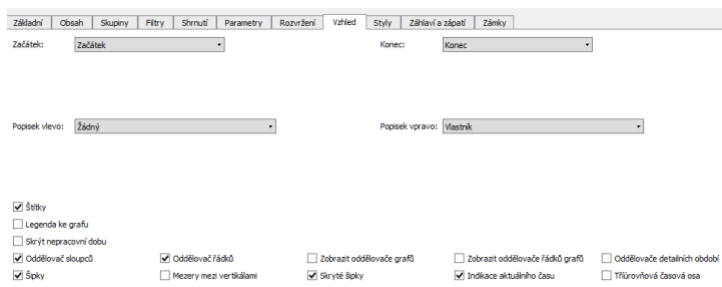 Základní Obsah Skupiny Filtry Shrnutí Parametry Rozvržení Vzhled Styly Záhlaví a zápatí Zámky
Začátek: Začátek Konec: Konec
Popisek vlevo: Žádný Popisek vpravo: Vlastník
Štítky
Legenda ke grafu
Skrýt nepracovní dobu
Oddělovač sloupců Oddělovač řádků Zobrazit oddělovače grafů Zobrazit oddělovače řádků grafů Oddělovače detailních období
Šipky Mezery mezi vertikálami Skryté šipky Indikace aktuálního času Tříúrovňová časová osa